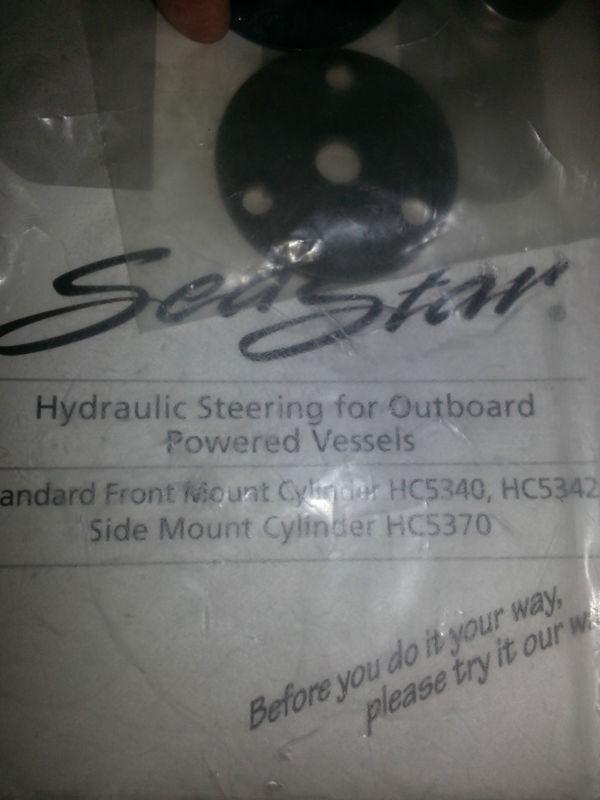 SeaStar
Hydraulic Steering for Outboard
Powered Vessels
andard Front Mount Cylinder HC5340, HC5342
Side Mount Cylinder HC5370
Before you do it your way,
please try it our w